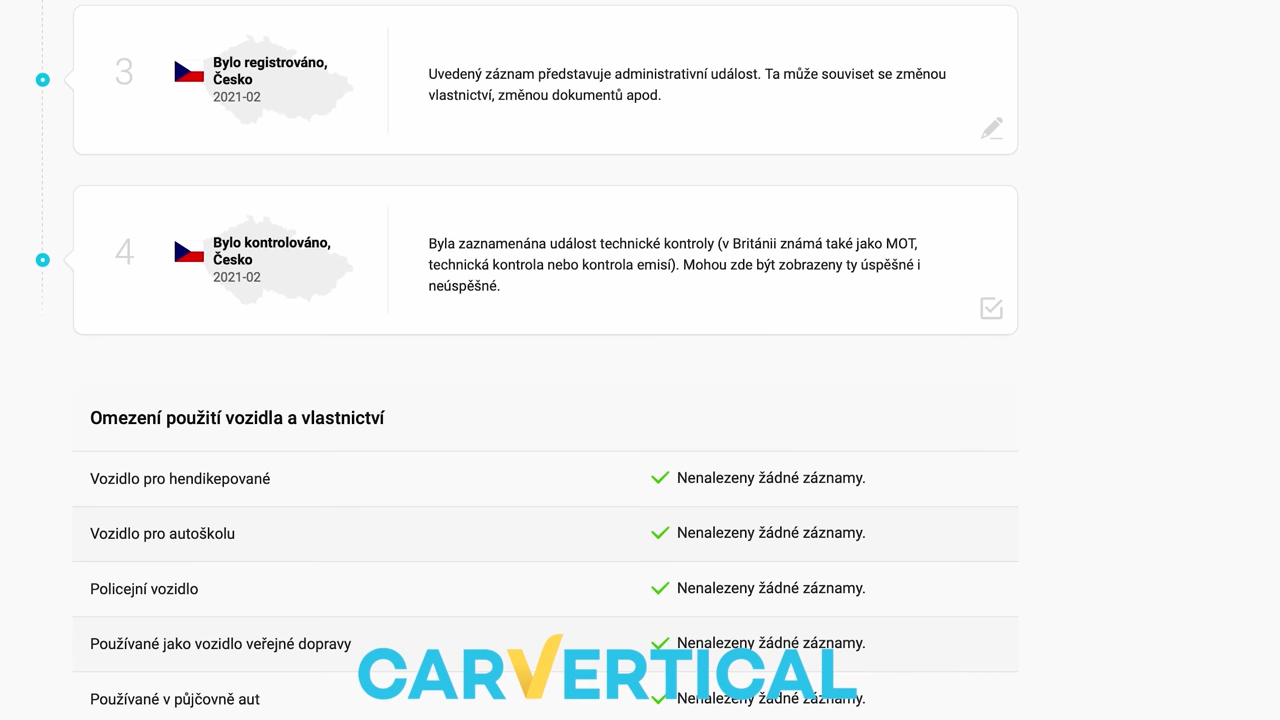 3
Bylo registrováno,
Česko
2021-02
Uvedený záznam představuje administrativní událost. Ta může souviset se změnou
vlastnictví, změnou dokumentů apod.
4
Bylo kontrolováno,
Česko
2021-02
Byla zaznamenána událost technické kontroly (v Británii známá také jako MOT,
technická kontrola nebo kontrola emisí). Mohou zde být zobrazeny ty úspěšné i
neúspěšné.
Omezení použití vozidla a vlastnictví
Vozidlo pro hendikepované Nenalezeny žádné záznamy.
Vozidlo pro autoškolu Nenalezeny žádné záznamy.
Policejní vozidlo Nenalezeny žádné záznamy.
Používané jako vozidlo veřejné dopravy Nenalezeny žádné záznamy.
CARVERTICAL
Používané v půjčovně aut Nenalezeny žádné záznamy.